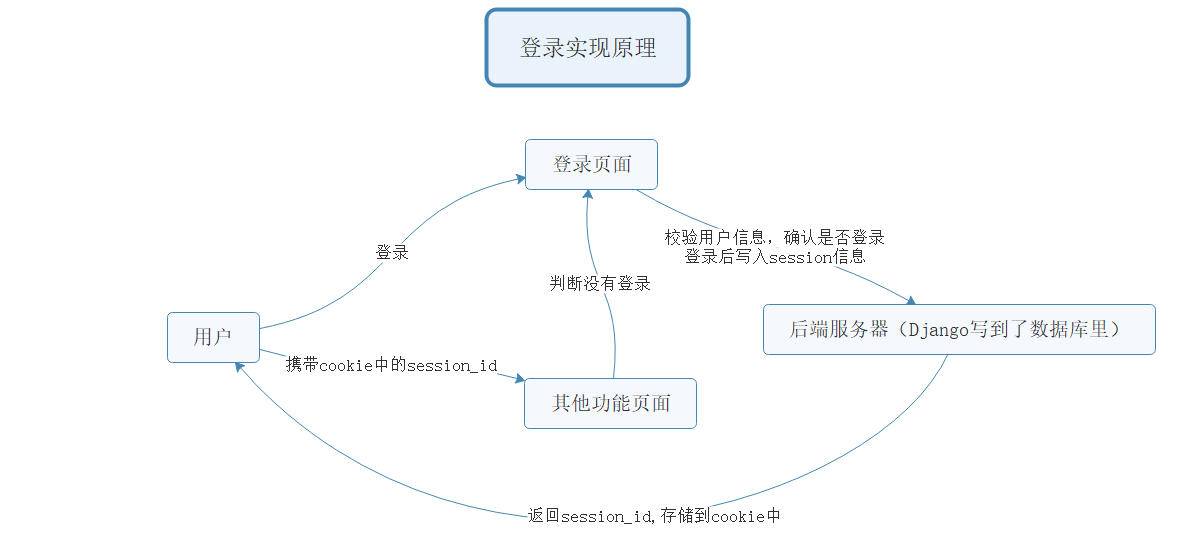 登录实现原理
登录页面
校验用户信息，确认是否登录
登录后写入session信息
登录
判断没有登录
用户
后端服务器（Django写到了数据库里）
携带cookie中的session_id
其他功能页面
返回session_id,存储到cookie中